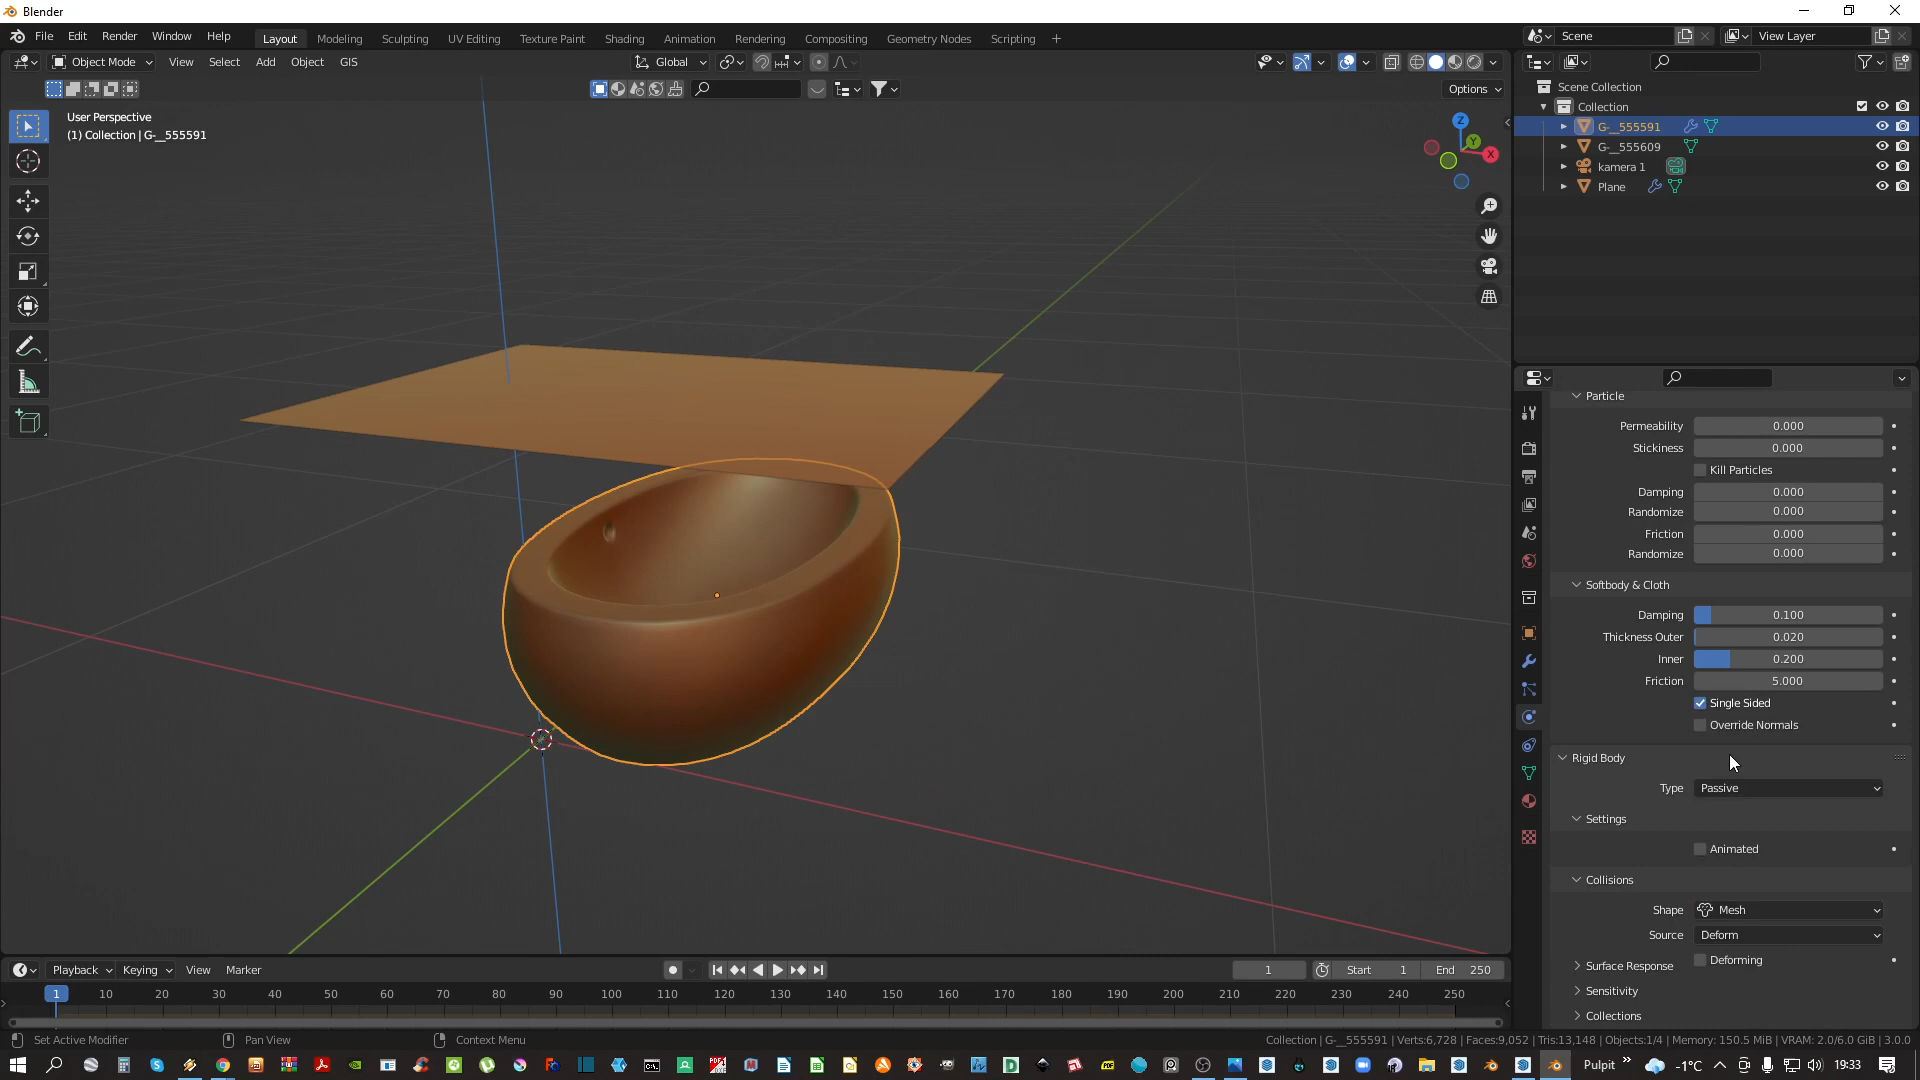 Blender
File Edit Render Window Help
Layout Modeling Sculpting UV Editing Texture Paint Shading Animation Rendering Compositing Geometry Nodes Scripting +
Scene
View Layer
Object Mode View Select Add Object GIS
Global
Options
User Perspective
(1) Collection | G-__555591
Z
Y
X
Scene Collection
Collection
G-__555591
G-__555609
kamera 1
Plane
Particle
Permeability 0.000
Stickiness 0.000
Kill Particles
Damping 0.000
Randomize 0.000
Friction 0.000
Randomize 0.000
Softbody & Cloth
Damping 0.100
Thickness Outer 0.020
Inner 0.200
Friction 5.000
Single Sided
Override Normals
Rigid Body
Type Passive
Settings
Animated
Collisions
Shape Mesh
Source Deform
Deforming
Surface Response
Sensitivity
Collections
Playback Keying View Marker
1 Start 1 End 250
1 10 20 30 40 50 60 70 80 90 100 110 120 130 140 150 160 170 180 190 200 210 220 230 240 250
Set Active Modifier Pan View Context Menu
Collection | G-__555591 | Verts:6,728 | Faces:9,052 | Tris:13,148 | Objects:1/4 | Memory: 150.5 MiB | VRAM: 2.0/6.0 GiB | 3.0.0
Pulpit » -1°C 19:33